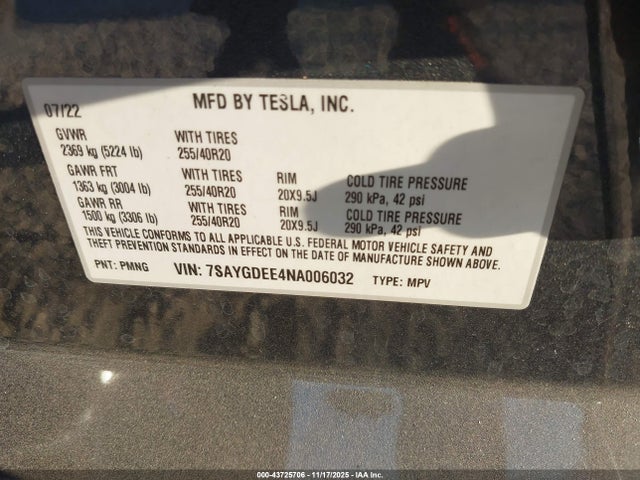 07/22 MFD BY TESLA, INC.
GVWR WITH TIRES
2369 kg (5224 lb) 255/40R20
GAWR FRT WITH TIRES RIM COLD TIRE PRESSURE
1363 kg (3004 lb) 255/40R20 20X9.5J 290 kPa, 42 psi
GAWR RR WITH TIRES RIM COLD TIRE PRESSURE
1500 kg (3306 lb) 255/40R20 20X9.5J 290 kPa, 42 psi
THIS VEHICLE CONFORMS TO ALL APPLICABLE U.S. FEDERAL MOTOR VEHICLE SAFETY AND
THEFT PREVENTION STANDARDS IN EFFECT ON THE DATE OF MANUFACTURE SHOWN ABOVE.
PNT: PMNG VIN: 7SAYGDEE4NA006032 TYPE: MPV
000-43725706 - 11/17/2025 - IAA Inc.